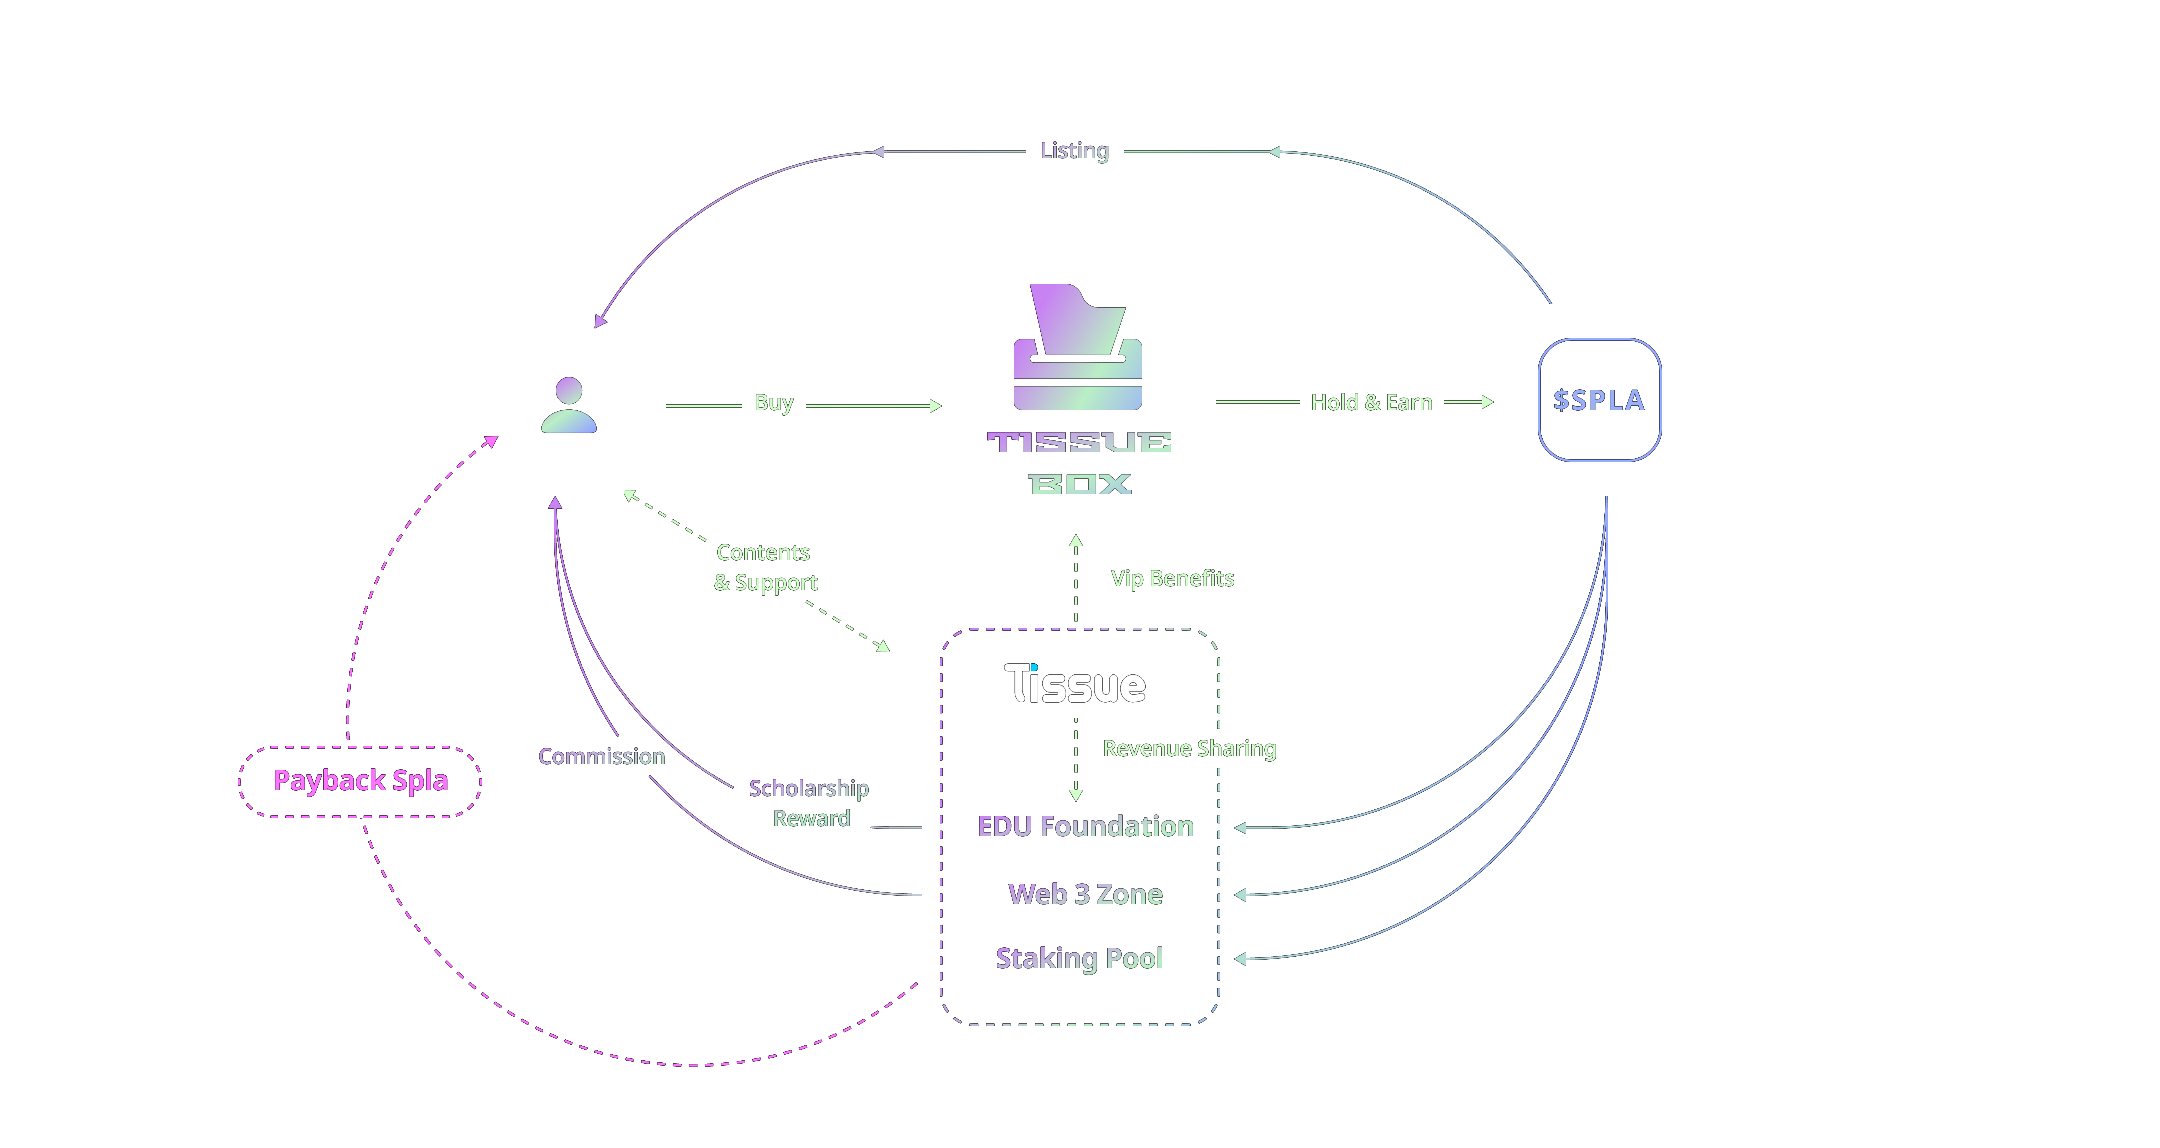 Listing
Buy
TISSUE
BOX
Hold & Earn
$SPLA
Contents
& Support
Vip Benefits
Tissue
Revenue Sharing
Commission
Scholarship
Reward
Payback Spla
EDU Foundation
Web 3 Zone
Staking Pool